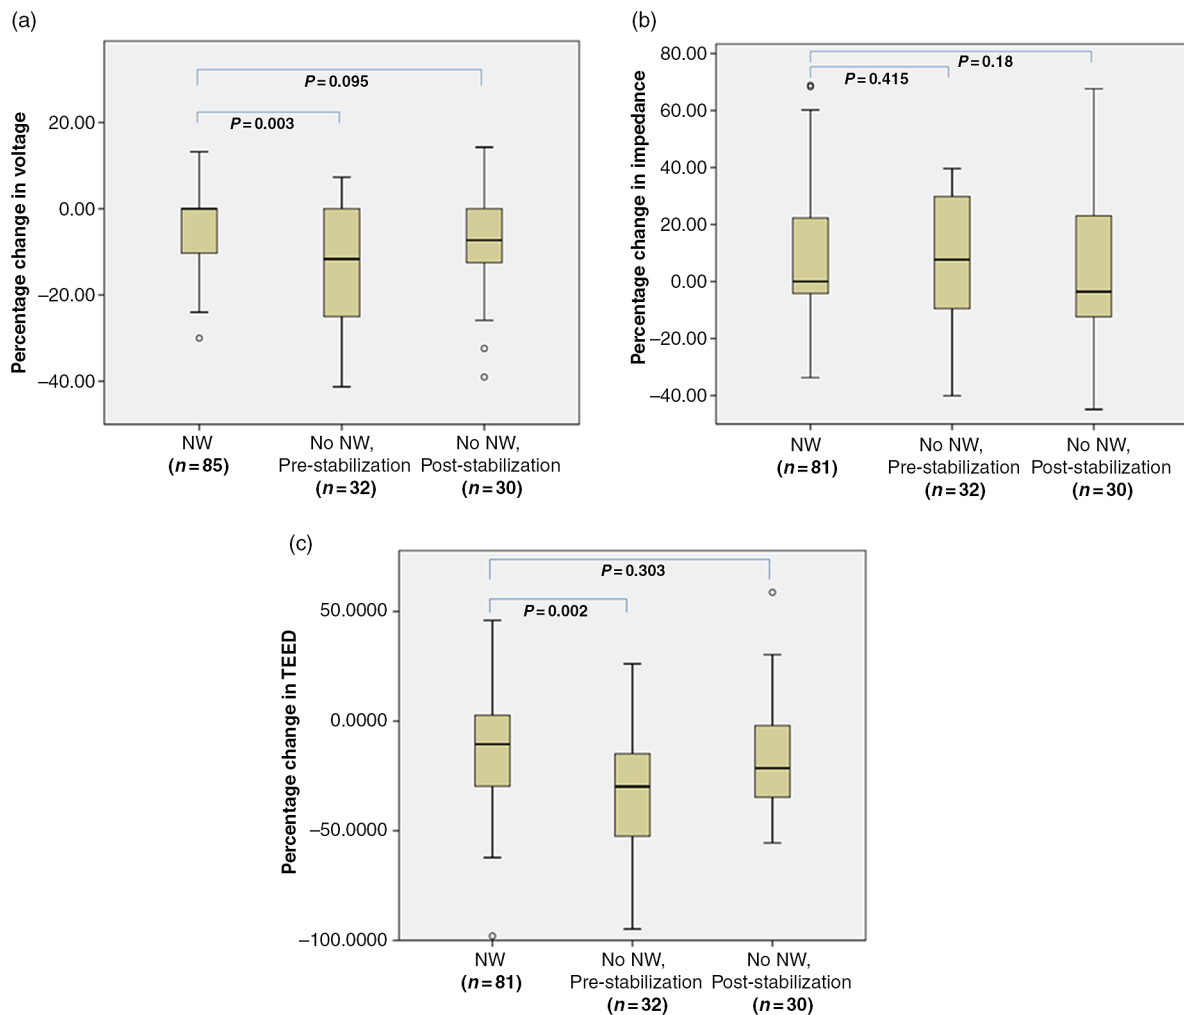 (a)
Percentage change in voltage
20.00
0.00
–20.00
–40.00
P = 0.095
P = 0.003
NW
(n = 85)
No NW,
Pre-stabilization
(n = 32)
No NW,
Post-stabilization
(n = 30)
(b)
Percentage change in impedance
80.00
60.00
40.00
20.00
0.00
–20.00
–40.00
P = 0.18
P = 0.415
NW
(n = 81)
No NW,
Pre-stabilization
(n = 32)
No NW,
Post-stabilization
(n = 30)
(c)
Percentage change in TEED
50.0000
0.0000
–50.0000
–100.0000
P = 0.303
P = 0.002
NW
(n = 81)
No NW,
Pre-stabilization
(n = 32)
No NW,
Post-stabilization
(n = 30)